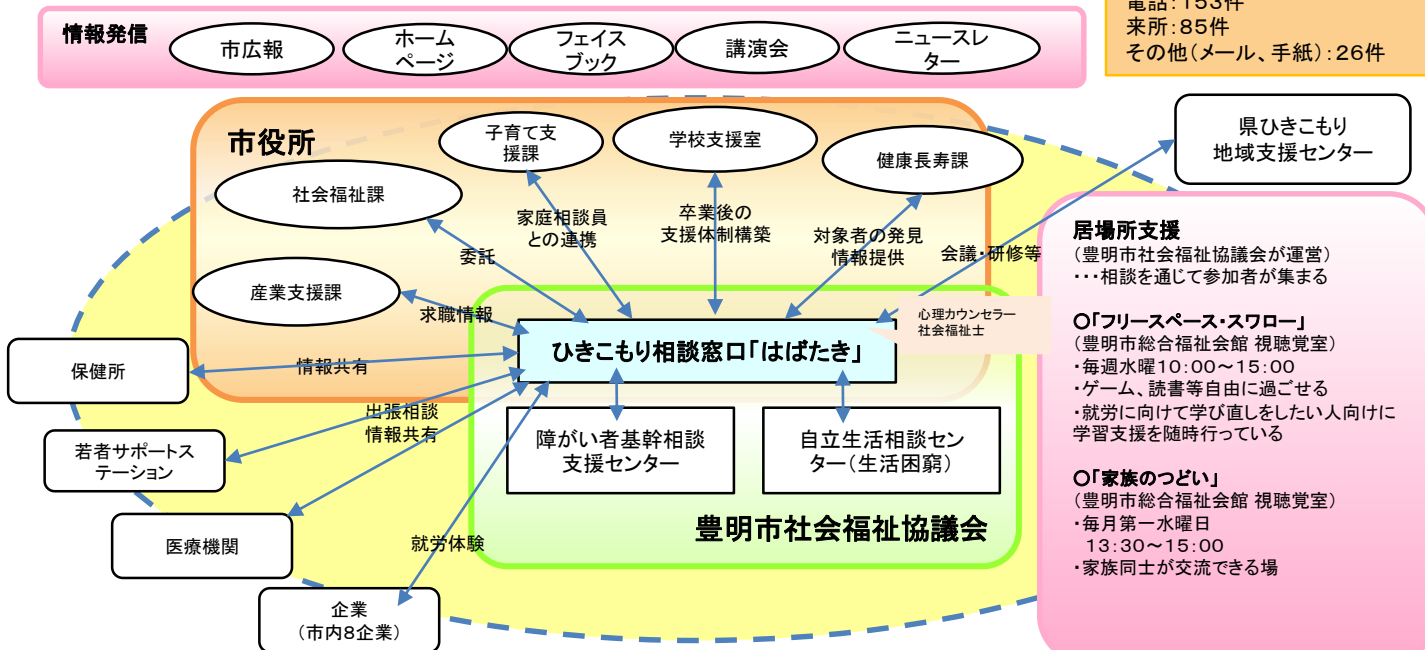 情報発信
市広報
ホーム
ページ
フェイス
ブック
講演会
ニュースレ
ター
電話：153件
来所：85件
その他（メール、手紙）：26件
市役所
子育て支
援課
学校支援室
健康長寿課
社会福祉課
産業支援課
県ひきこもり
地域支援センター
家庭相談員
との連携
卒業後の
支援体制構築
対象者の発見
情報提供
会議・研修等
委託
求職情報
心理カウンセラー
社会福祉士
ひきこもり相談窓口「はばたき」
保健所
情報共有
出張相談
情報共有
若者サポートス
テーション
医療機関
就労体験
企業
（市内8企業）
障がい者基幹相談
支援センター
自立生活相談セン
ター（生活困窮）
豊明市社会福祉協議会
居場所支援
（豊明市社会福祉協議会が運営）
・・・相談を通じて参加者が集まる
○「フリースペース・スワロー」
（豊明市総合福祉会館 視聴覚室）
・毎週水曜10：00～15：00
・ゲーム、読書等自由に過ごせる
・就労に向けて学び直しをしたい人向けに
学習支援を随時行っている
○「家族のつどい」
（豊明市総合福祉会館 視聴覚室）
・毎月第一水曜日
13：30～15：00
・家族同士が交流できる場